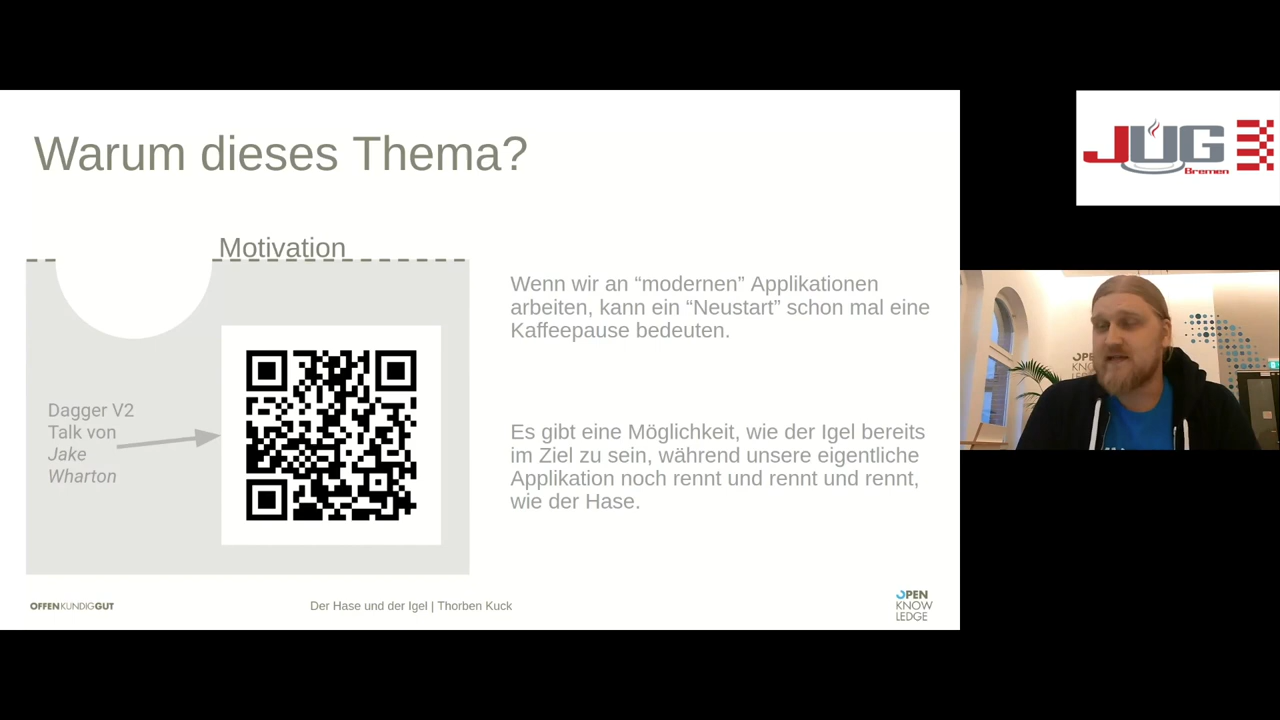 Warum dieses Thema?
Motivation
Dagger V2
Talk von
Jake
Wharton
Wenn wir an “modernen” Applikationen
arbeiten, kann ein “Neustart” schon mal eine
Kaffeepause bedeuten.
Es gibt eine Möglichkeit, wie der Igel bereits
im Ziel zu sein, während unsere eigentliche
Applikation noch rennt und rennt und rennt,
wie der Hase.
OFFENKUNDIGGUT
Der Hase und der Igel | Thorben Kuck
OPEN
KNOW
LEDGE
JUG
Bremen
OPE
KNO
LEDG